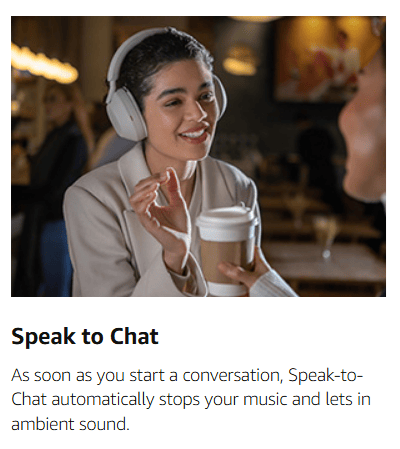 Speak to Chat
As soon as you start a conversation, Speak-to-
Chat automatically stops your music and lets in
ambient sound.